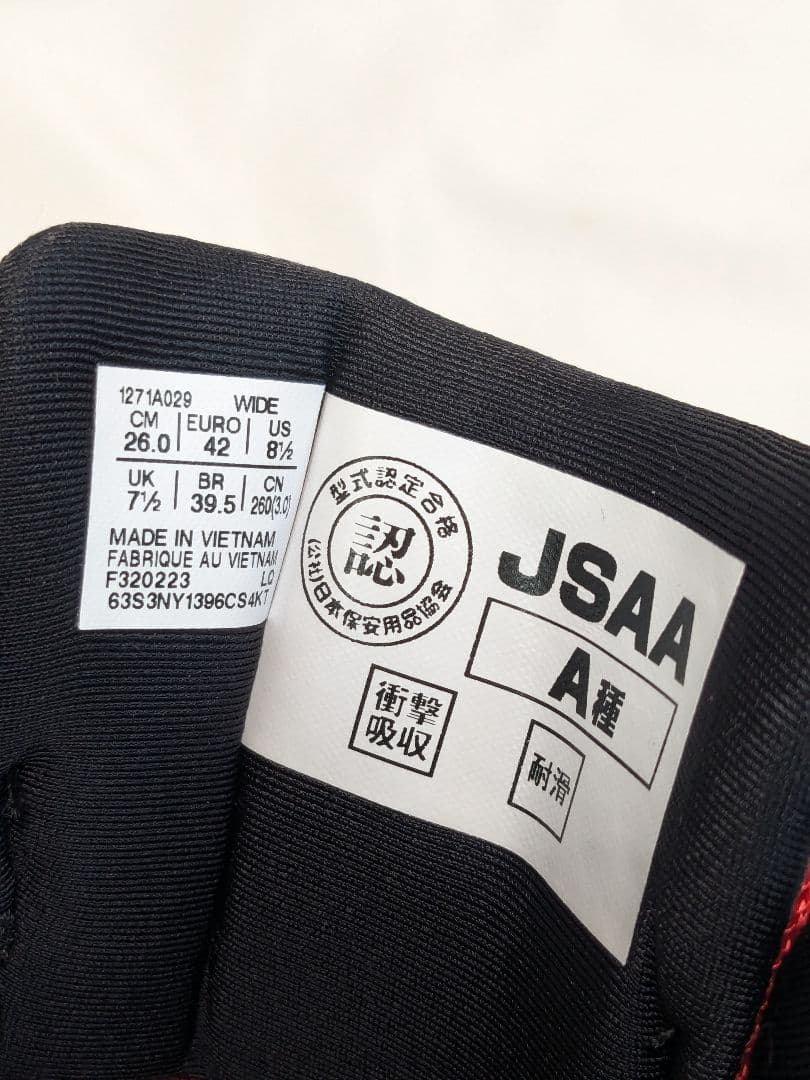 1271A029 WIDE
CM EURO US
26.0 42 8½
UK BR CN
7½ 39.5 260(3.0)
MADE IN VIETNAM
FABRIQUE AU VIETNAM
F320223 LQ
63S3NY1396CS4KT
型式認定合格
認
(公社)日本保安用品協会
JSAA
A種
衝撃
吸収
耐滑